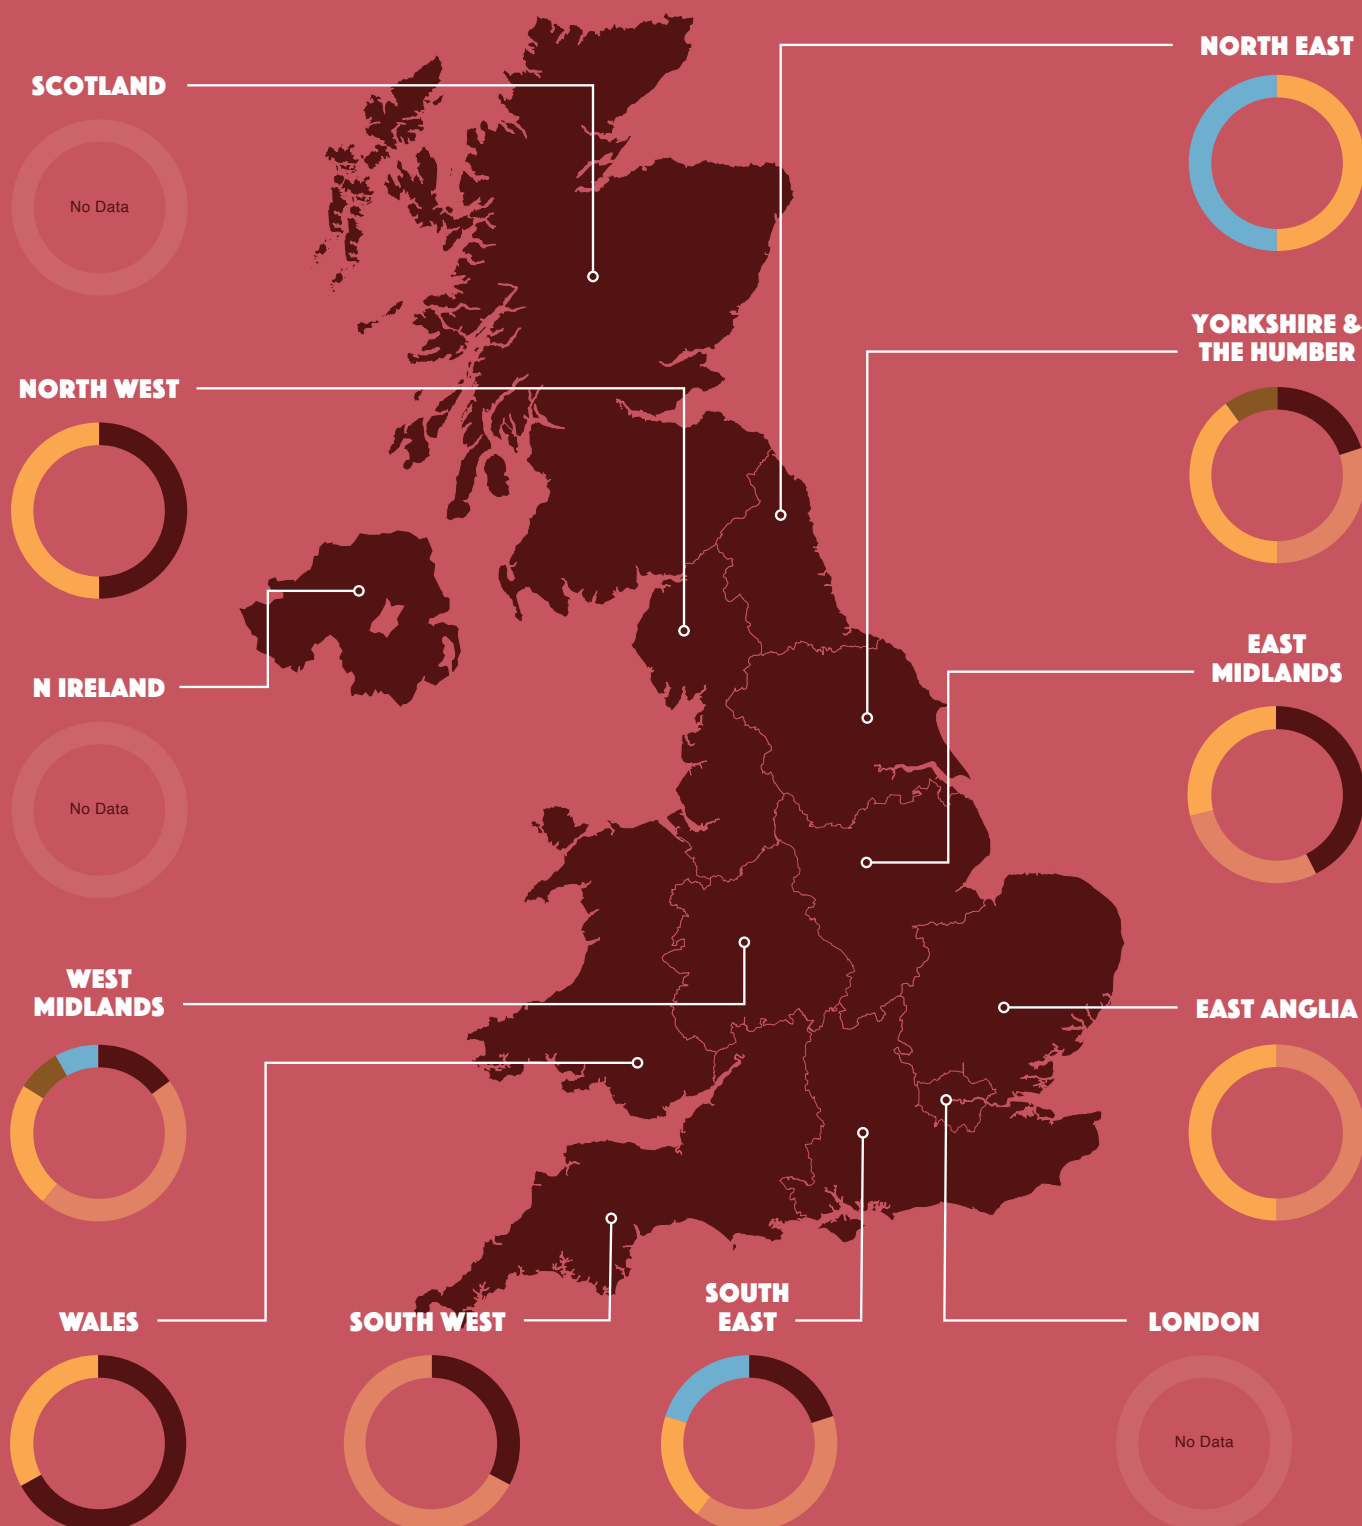 NORTH EAST
SCOTLAND
No Data
YORKSHIRE &
THE HUMBER
NORTH WEST
EAST
MIDLANDS
N IRELAND
No Data
WEST
MIDLANDS
EAST ANGLIA
SOUTH
EAST
WALES
SOUTH WEST
LONDON
No Data